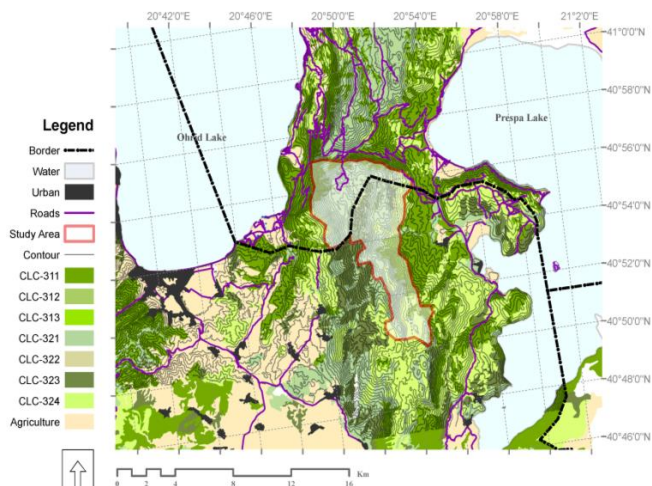 20°42'0"E 20°46'0"E 20°50'0"E 20°54'0"E 20°58'0"E 21°2'0"E
41°0'0"N
40°58'0"N
40°56'0"N
40°54'0"N
40°52'0"N
40°50'0"N
40°48'0"N
40°46'0"N
Ohrid Lake
Prespa Lake
Legend
Border
Water
Urban
Roads
Study Area
Contour
CLC-311
CLC-312
CLC-313
CLC-321
CLC-322
CLC-323
CLC-324
Agriculture
Km
0 2 4 8 12 16